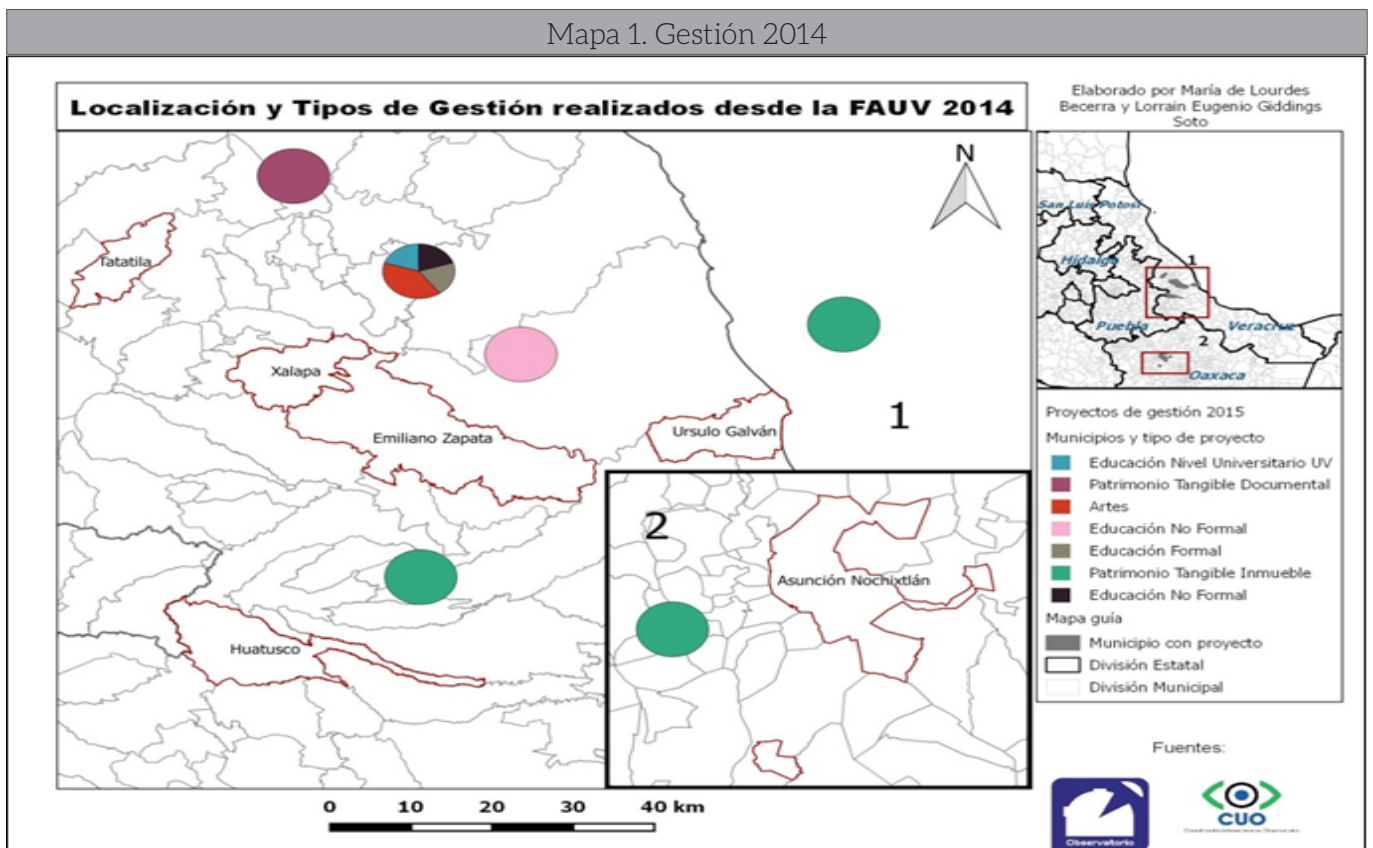 Mapa 1. Gestión 2014
Localización y Tipos de Gestión realizados desde la FAUV 2014
Elaborado por María de Lourdes
Becerra y Lorrain Eugenio Giddings
Soto
N
Tatatila
Xalapa
Emiliano Zapata
Ursulo Galván
1
Huatusco
2
Asunción Nochixtlán
0 10 20 30 40 km
San Luis Potosí
Hidalgo
1
Puebla
Veracruz
2
Oaxaca
Proyectos de gestión 2015
Municipios y tipo de proyecto
Educación Nivel Universitario UV
Patrimonio Tangible Documental
Artes
Educación No Formal
Educación Formal
Patrimonio Tangible Inmueble
Educación No Formal
Mapa guía
Municipio con proyecto
División Estatal
División Municipal
Fuentes:
Observatorio
CUO